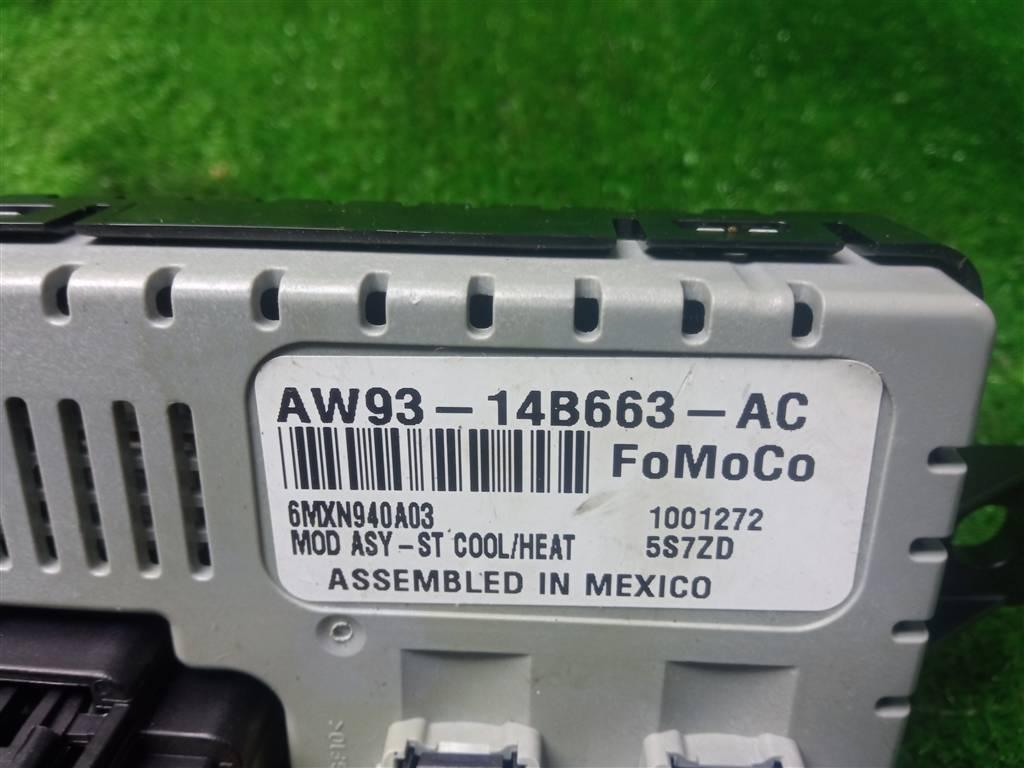 AW93-14B663-AC
FoMoCo
6MXN940A03 1001272
MOD ASY-ST COOL/HEAT 5S7ZD
ASSEMBLED IN MEXICO